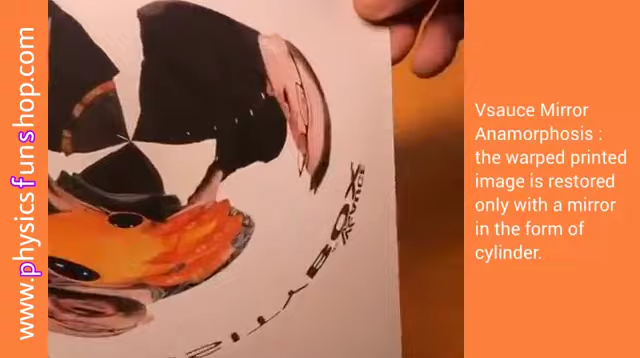 www.physicsfunshop.com
Vsauce Mirror
Anamorphosis :
the warped printed
image is restored
only with a mirror
in the form of
cylinder.